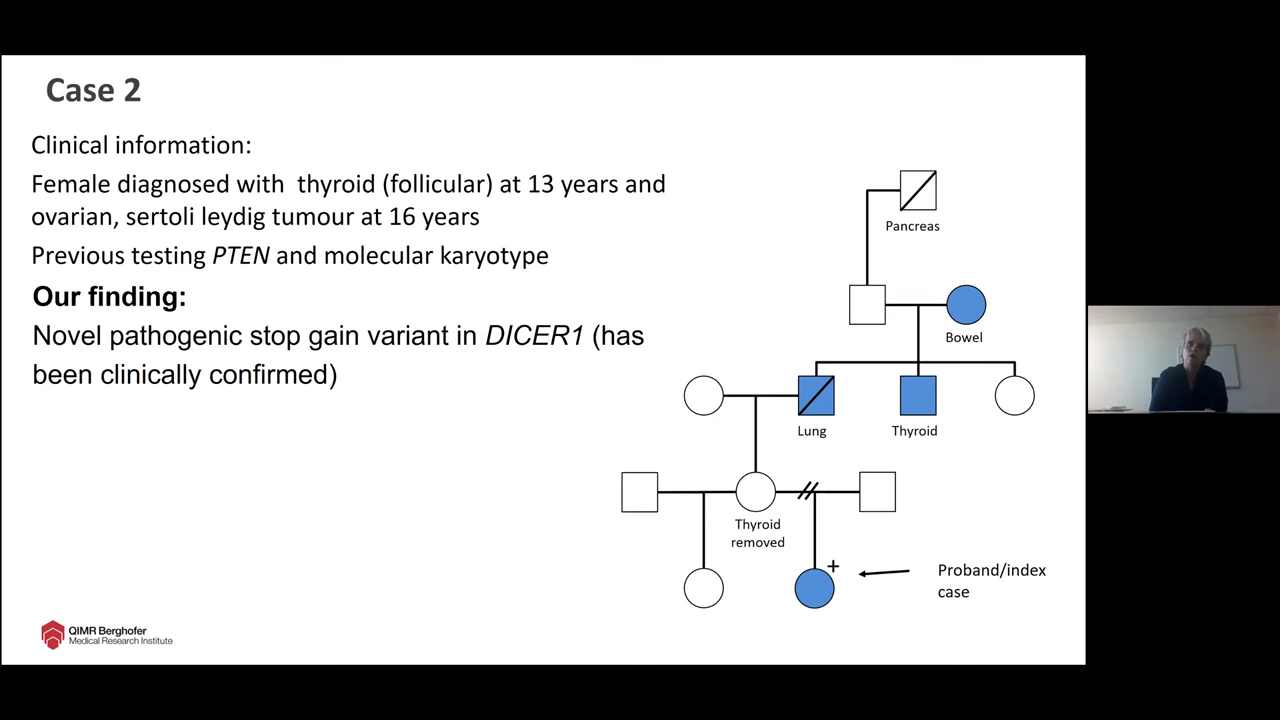 Case 2
Clinical information:
Female diagnosed with thyroid (follicular) at 13 years and
ovarian, sertoli leydig tumour at 16 years
Previous testing PTEN and molecular karyotype
Our finding:
Novel pathogenic stop gain variant in DICER1 (has
been clinically confirmed)
Pancreas
Bowel
Lung
Thyroid
Thyroid
removed
+
Proband/index
case
QIMR Berghofer
Medical Research Institute